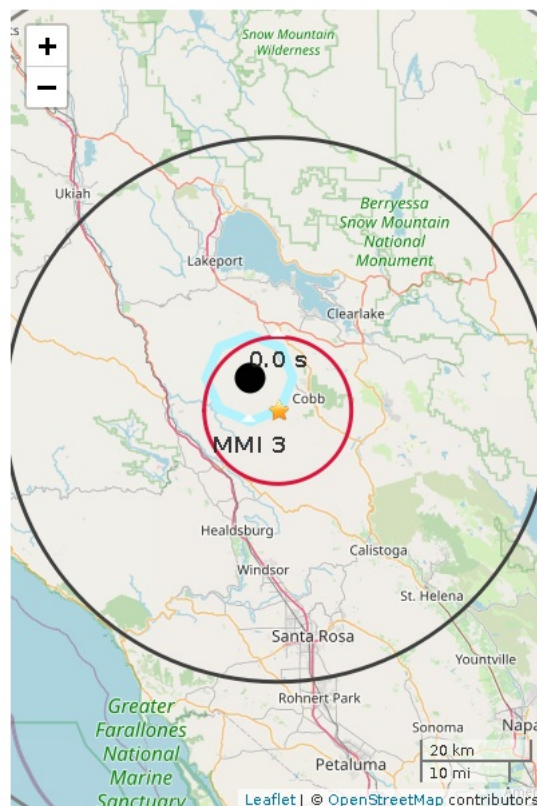 +
Snow Mountain
Wilderness
−
Ukiah
Berryessa
Snow Mountain
National
Monument
Lakeport
Clearlake
0.0 s
Cobb
MMI 3
Healdsburg
Calistoga
Windsor
St. Helena
Santa Rosa
Yountville
Rohnert Park
Greater
Farallones
National
Marine
Sanctuary
Sonoma
Napa
20 km
10 mi
Petaluma
Leaflet | © OpenStreetMap contributors